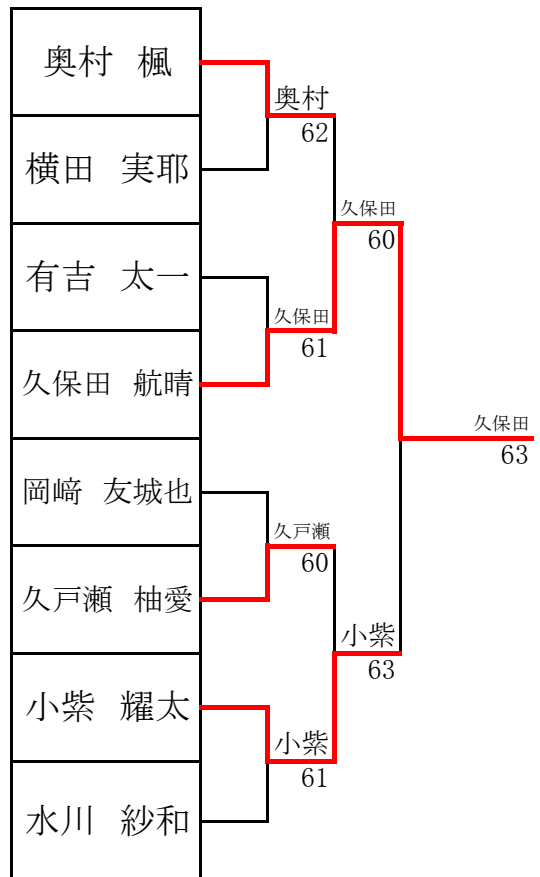 奥村 楓
横田 実耶
有吉 太一
久保田 航晴
岡﨑 友城也
久戸瀬 柚愛
小紫 耀太
水川 紗和
奥村
62
久保田
61
久戸瀬
60
小紫
61
久保田
60
小紫
63
久保田
63